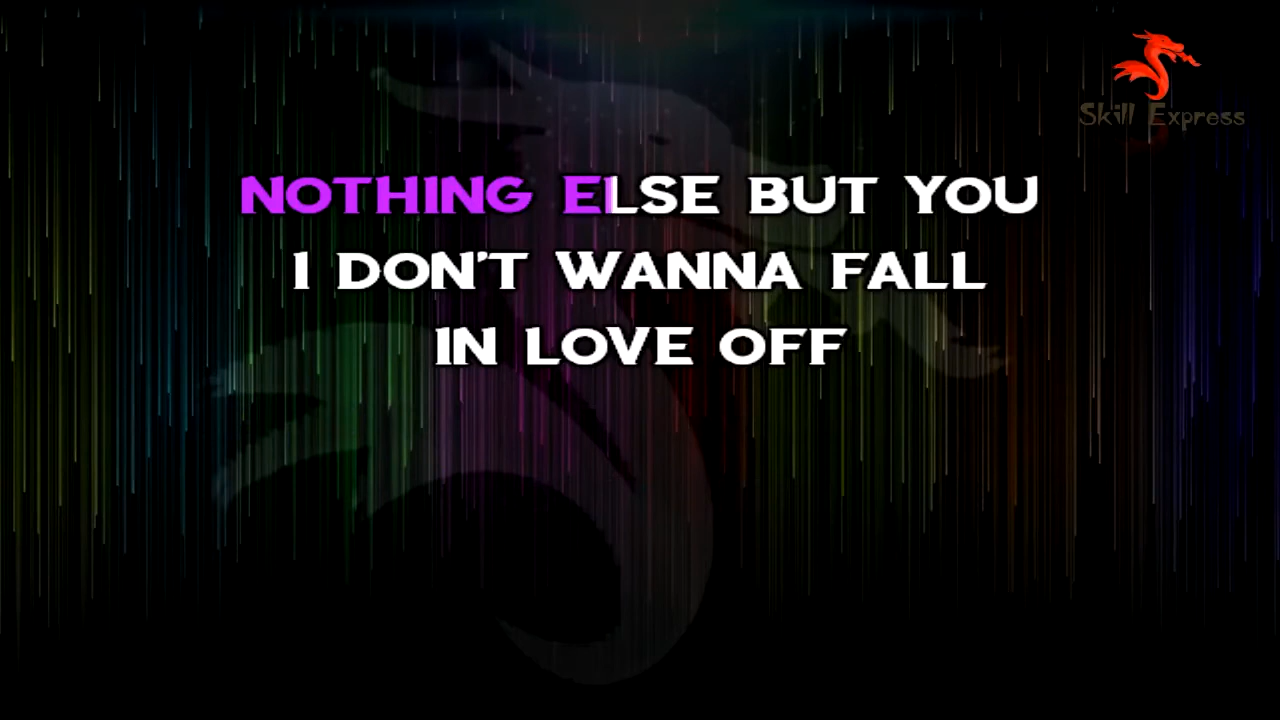 Skill Express
NOTHING ELSE BUT YOU
I DON'T WANNA FALL
IN LOVE OFF